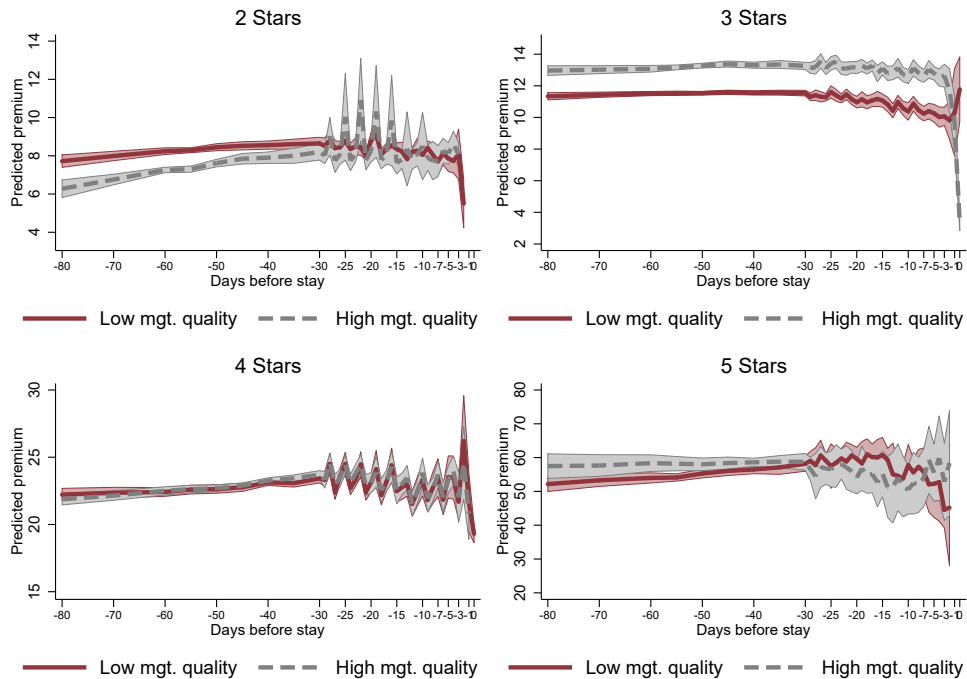 2 Stars
Predicted premium
14
12
10
8
6
4
-80 -70 -60 -50 -40 -30 -25 -20 -15 -10 -7 -5 -3 -1 0
Days before stay
Low mgt. quality High mgt. quality
3 Stars
Predicted premium
14
12
10
8
6
4
2
-80 -70 -60 -50 -40 -30 -25 -20 -15 -10 -7 -5 -3 -1 0
Days before stay
Low mgt. quality High mgt. quality
4 Stars
Predicted premium
30
25
20
15
-80 -70 -60 -50 -40 -30 -25 -20 -15 -10 -7 -5 -3 -1 0
Days before stay
Low mgt. quality High mgt. quality
5 Stars
Predicted premium
80
70
60
50
40
30
20
-80 -70 -60 -50 -40 -30 -25 -20 -15 -10 -7 -5 -3 -1 0
Days before stay
Low mgt. quality High mgt. quality